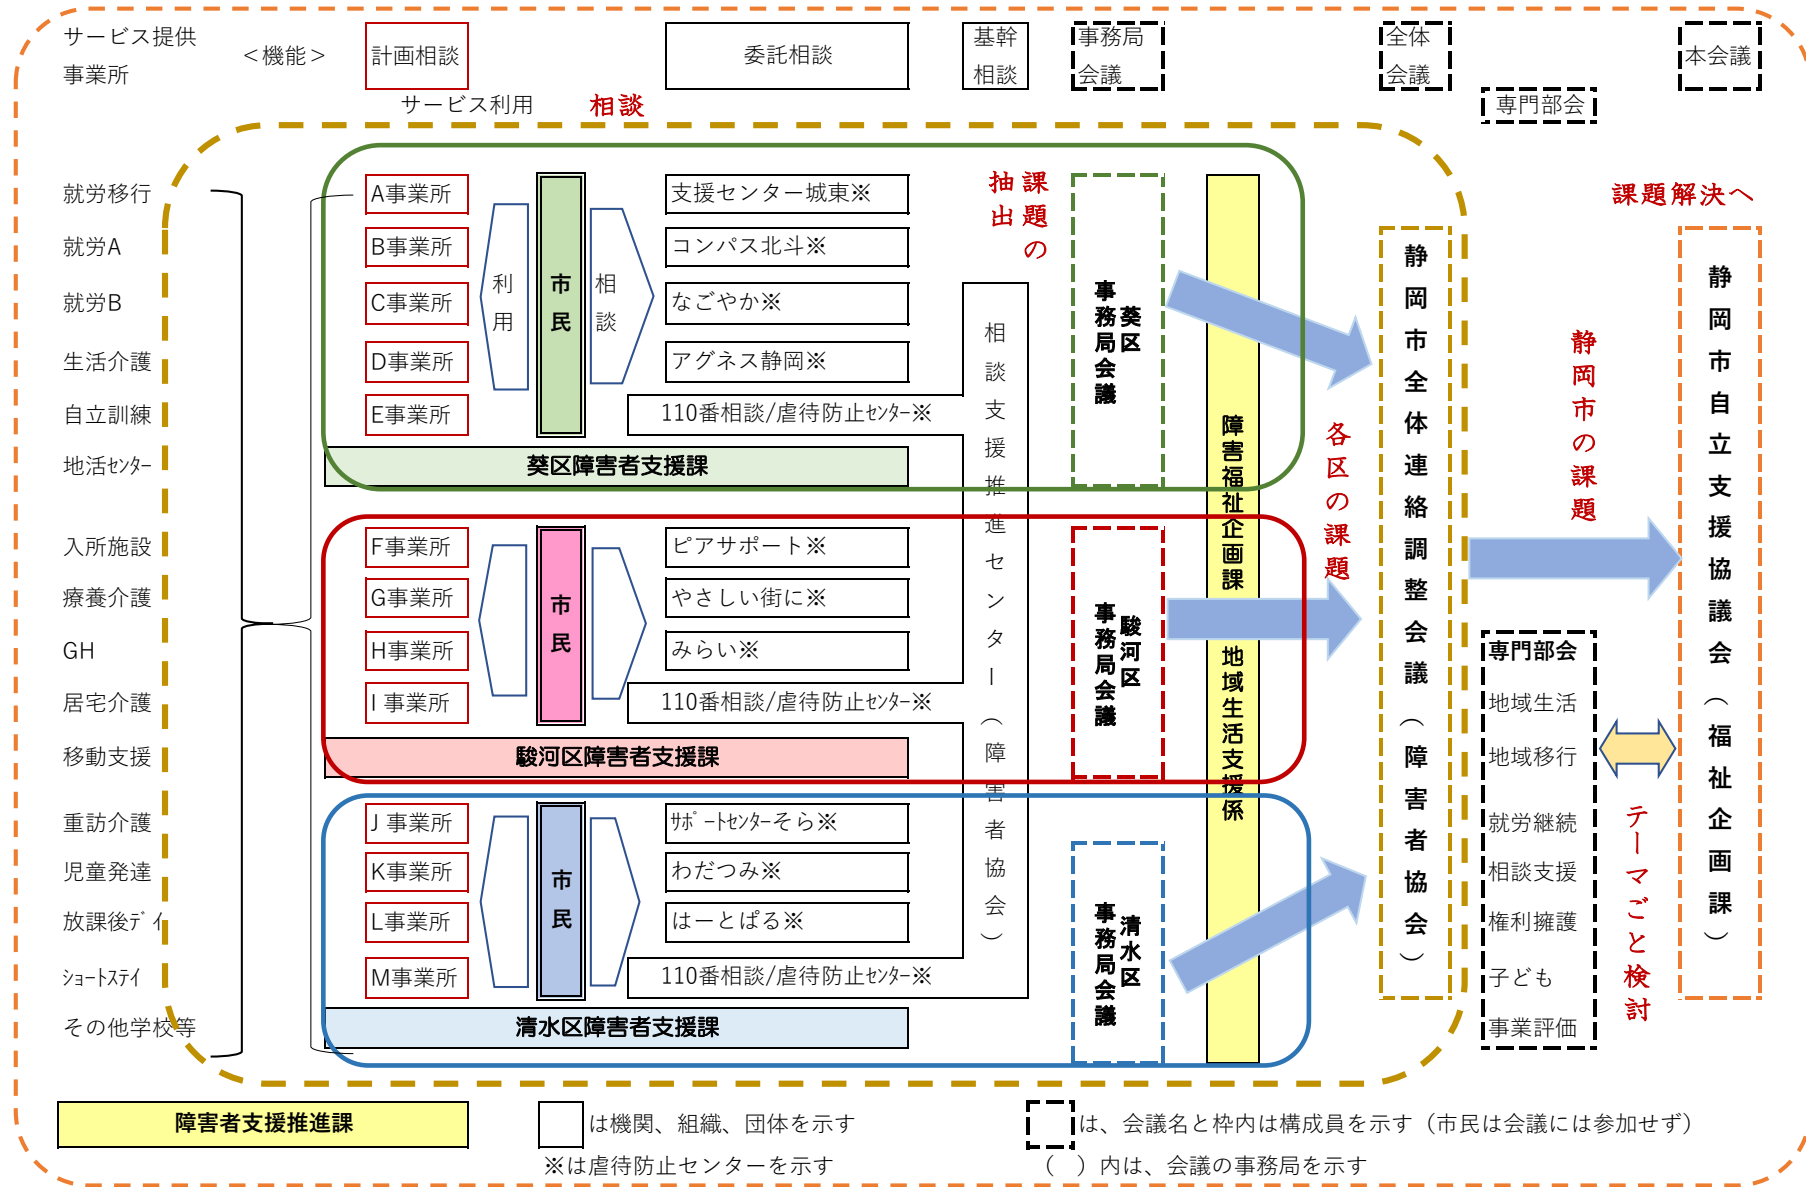 サービス提供
事業所
＜機能＞
計画相談
委託相談
基幹
相談
事務局
会議
全体
会議
本会議
サービス利用
相談
専門部会
就労移行
就労A
就労B
生活介護
自立訓練
地活ｾﾝﾀｰ
入所施設
療養介護
GH
居宅介護
移動支援
重訪介護
児童発達
放課後ﾃﾞｲ
ｼｮｰﾄｽﾃｲ
その他学校等
A事業所
B事業所
C事業所
D事業所
E事業所
利用
市民
相談
支援センター城東※
コンパス北斗※
なごやか※
アグネス静岡※
110番相談/虐待防止ｾﾝﾀｰ※
葵区障害者支援課
F事業所
G事業所
H事業所
I 事業所
市民
ピアサポート※
やさしい街に※
みらい※
110番相談/虐待防止ｾﾝﾀｰ※
駿河区障害者支援課
J 事業所
K事業所
L事業所
M事業所
市民
ｻﾎﾟｰﾄｾﾝﾀｰそら※
わだつみ※
はーとぱる※
110番相談/虐待防止ｾﾝﾀｰ※
清水区障害者支援課
相談支援推進センター（障害者協会）
課題の
抽出
葵区
事務局会議
駿河区
事務局会議
清水区
事務局会議
障害福祉企画課　地域生活支援係
各区の課題
静岡市全体連絡調整会議（障害者協会）
静岡市の課題
専門部会
地域生活
地域移行
就労継続
相談支援
権利擁護
子ども
事業評価
テーマごと検討
課題解決へ
静岡市自立支援協議会（福祉企画課）
障害者支援推進課
は機関、組織、団体を示す
※は虐待防止センターを示す
は、会議名と枠内は構成員を示す（市民は会議には参加せず）
（　）内は、会議の事務局を示す